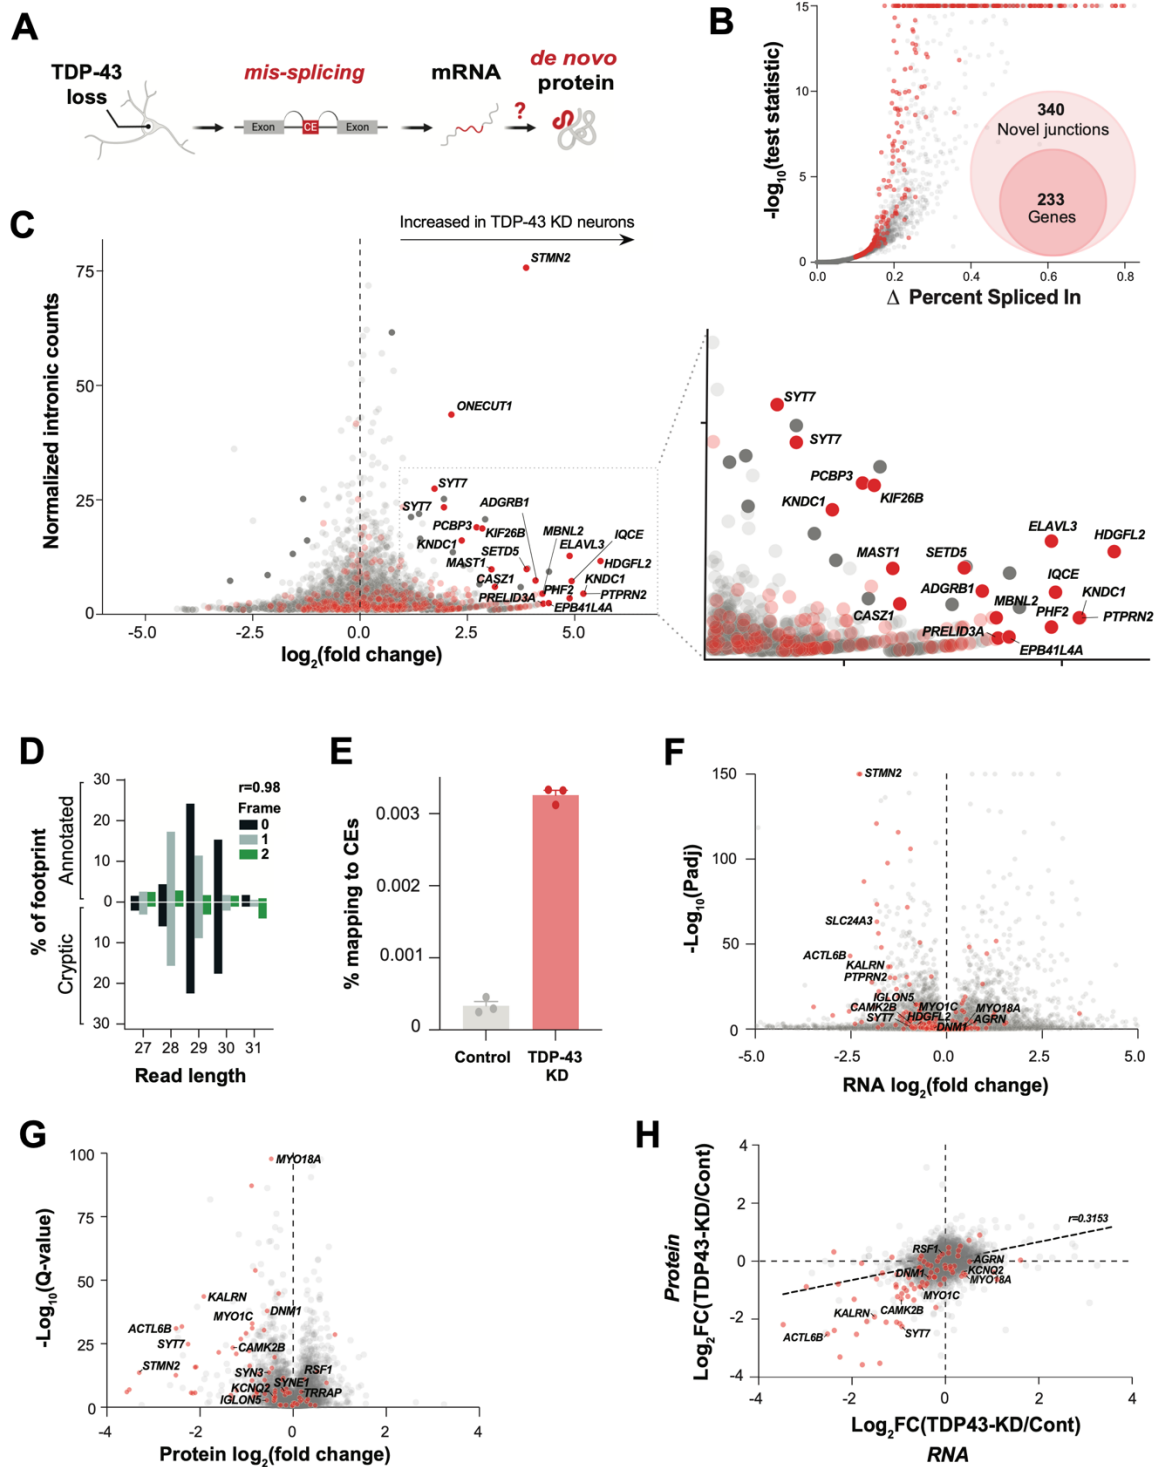 A
TDP-43
loss
mis-splicing
mRNA
de novo
protein
Exon
CE
Exon
?
B
-log10(test statistic)
15
10
5
0
0.0
0.2
0.4
0.6
0.8
Δ Percent Spliced In
340
Novel junctions
233
Genes
C
Increased in TDP-43 KD neurons
Normalized intronic counts
75
50
25
0
-5.0
-2.5
0.0
2.5
5.0
log2(fold change)
STMN2
ONECUT1
SYT7
SYT7
ADGRB1
PCBP3
KIF26B
MBNL2
IQCE
KNDC1
SETD5
ELAVL3
MAST1
HDGFL2
CASZ1
PHF2
KNDC1
PRELID3A
PTPRN2
EPB41L4A
SYT7
SYT7
PCBP3
KIF26B
KNDC1
ELAVL3
HDGFL2
MAST1
SETD5
IQCE
ADGRB1
MBNL2
KNDC1
CASZ1
PHF2
PTPRN2
PRELID3A
EPB41L4A
D
% of footprint
Annotated
Cryptic
30
20
10
0
10
20
30
r=0.98
Frame
0
1
2
27
28
29
30
31
Read length
E
% mapping to CEs
0.003
0.002
0.001
0
Control
TDP-43
KD
F
-Log10(Padj)
150
100
50
0
-5.0
-2.5
0.0
2.5
5.0
RNA log2(fold change)
STMN2
SLC24A3
ACTL6B
KALRN
PTPRN2
IGLON5
CAMK2B
MYO1C
MYO18A
SYT7
HDGFL2
AGRN
DNM1
G
-Log10(Q-value)
100
75
50
25
0
-4
-2
0
2
4
Protein log2(fold change)
MYO18A
KALRN
MYO1C
DNM1
ACTL6B
SYT7
CAMK2B
STMN2
SYN3
RSF1
KCNQ2
SYNE1
TRRAP
IGLON5
H
Protein
Log2FC(TDP43-KD/Cont)
4
2
0
-2
-4
-4
-2
0
2
4
r=0.3153
RSF1
AGRN
DNM1
KCNQ2
MYO18A
MYO1C
KALRN
CAMK2B
ACTL6B
SYT7
Log2FC(TDP43-KD/Cont)
RNA